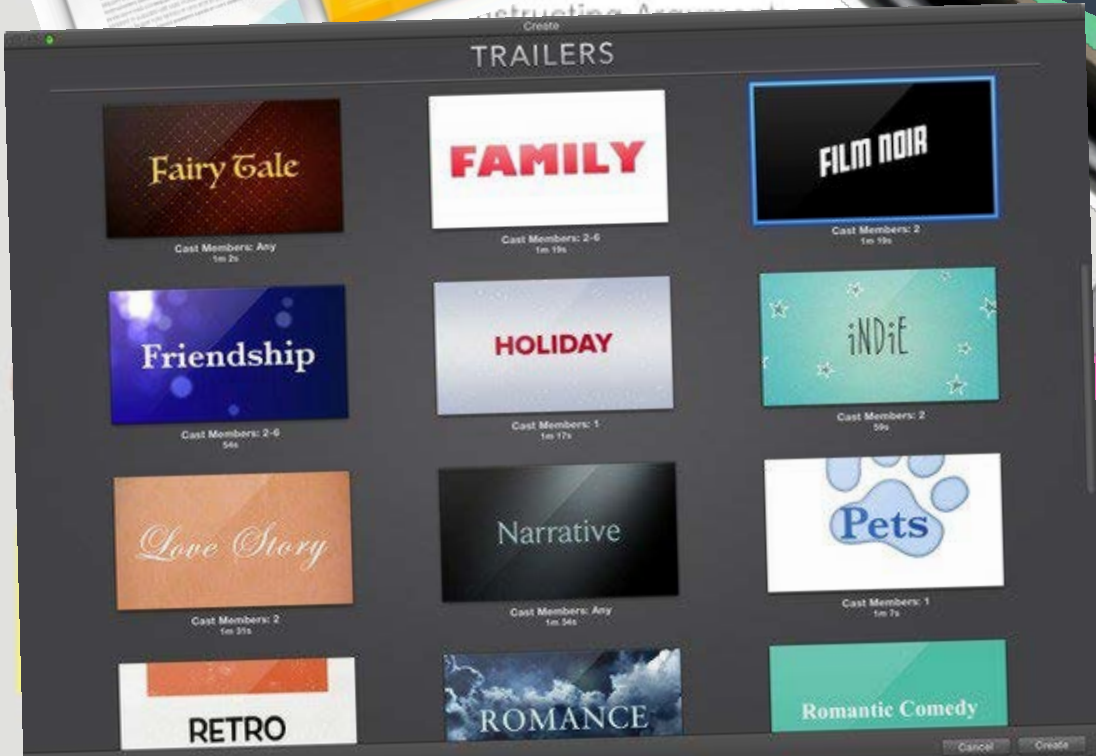 Create
TRAILERS
Fairy Tale
Cast Members: Any
1m 2s
FAMILY
Cast Members: 2-6
1m 19s
FILM NOIR
Cast Members: 2
1m 19s
Friendship
Cast Members: 2-6
54s
HOLIDAY
Cast Members: 1
1m 17s
iNDiE
Cast Members: 2
59s
Love Story
Cast Members: 2
1m 31s
Narrative
Cast Members: Any
1m 54s
Pets
Cast Members: 1
1m 7s
RETRO
ROMANCE
Romantic Comedy
Cancel
Create